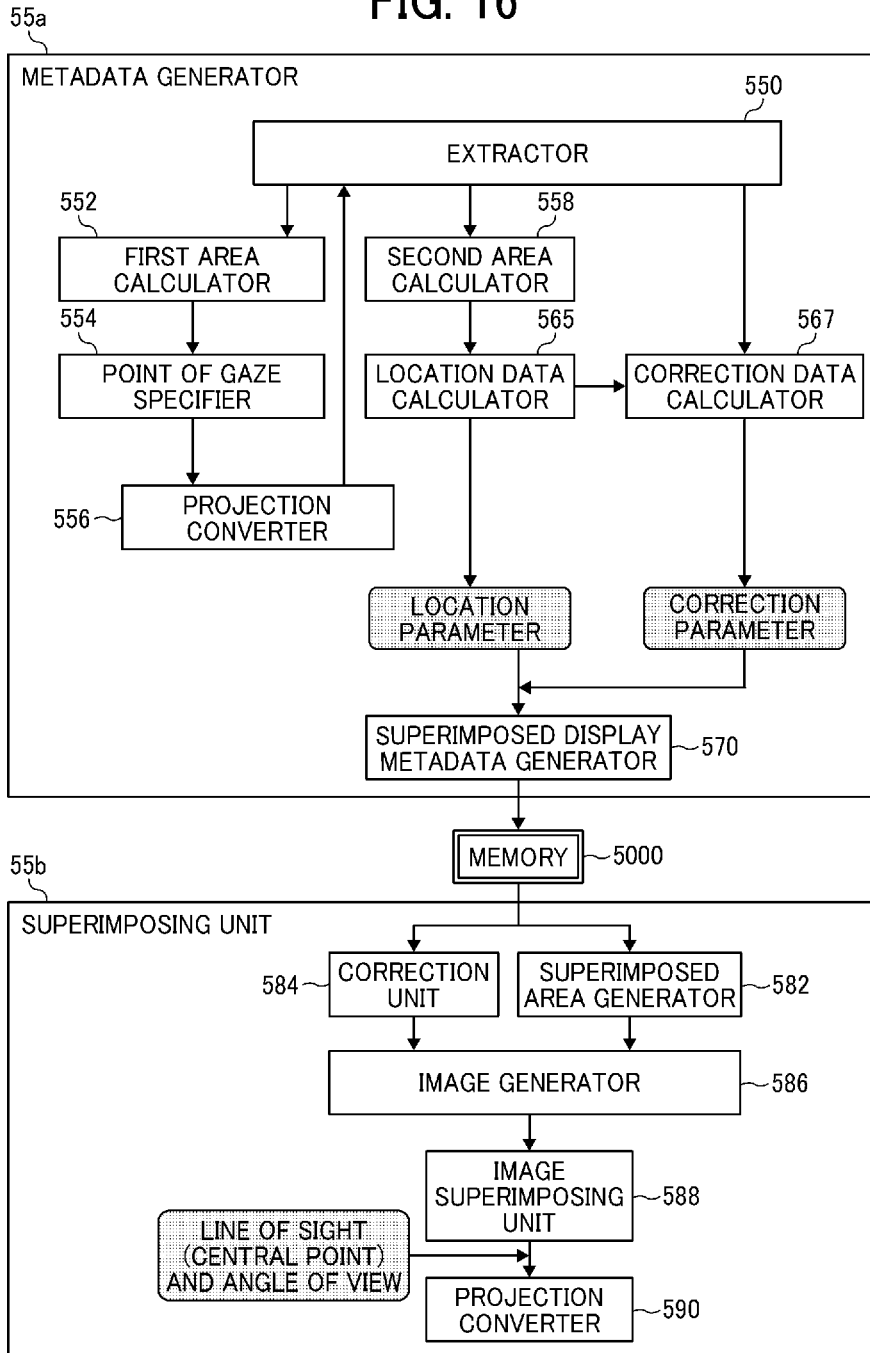 FIG. 16
55a
METADATA GENERATOR
550
EXTRACTOR
552
558
FIRST AREA
CALCULATOR
SECOND AREA
CALCULATOR
554
565
567
POINT OF GAZE
SPECIFIER
LOCATION DATA
CALCULATOR
CORRECTION DATA
CALCULATOR
556
PROJECTION
CONVERTER
LOCATION
PARAMETER
CORRECTION
PARAMETER
SUPERIMPOSED DISPLAY
METADATA GENERATOR
570
MEMORY
5000
55b
SUPERIMPOSING UNIT
584
CORRECTION
UNIT
SUPERIMPOSED
AREA GENERATOR
582
IMAGE GENERATOR
586
IMAGE
SUPERIMPOSING
UNIT
588
LINE OF SIGHT
(CENTRAL POINT)
AND ANGLE OF VIEW
PROJECTION
CONVERTER
590